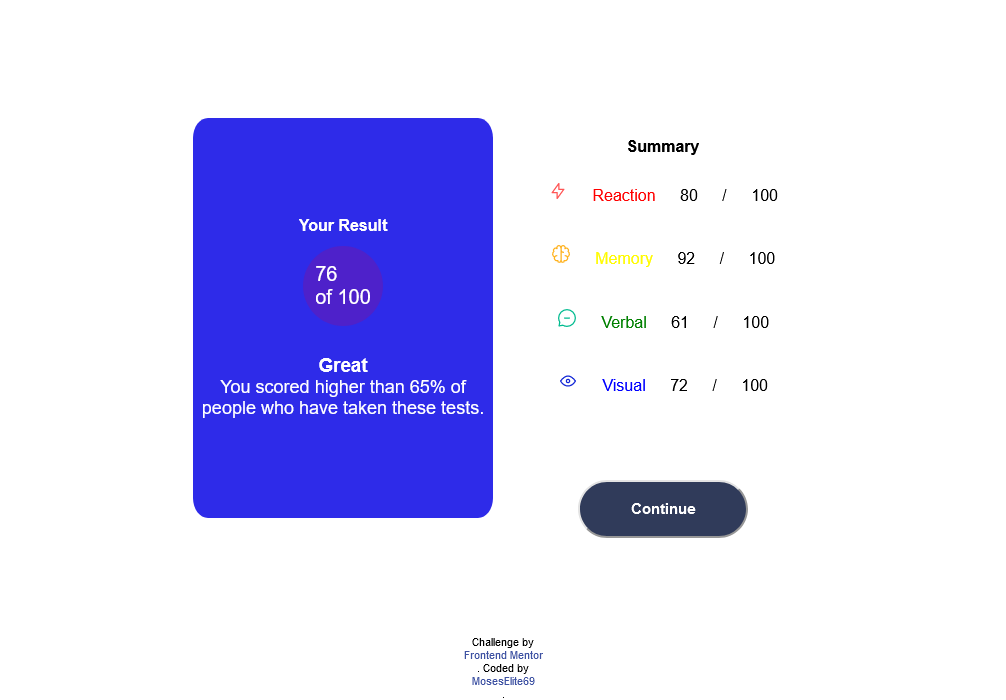 Your Result
76
of 100
Great
You scored higher than 65% of
people who have taken these tests.
Summary
Reaction 80 / 100
Memory 92 / 100
Verbal 61 / 100
Visual 72 / 100
Continue
Challenge by
Frontend Mentor
. Coded by
MosesElite69
.